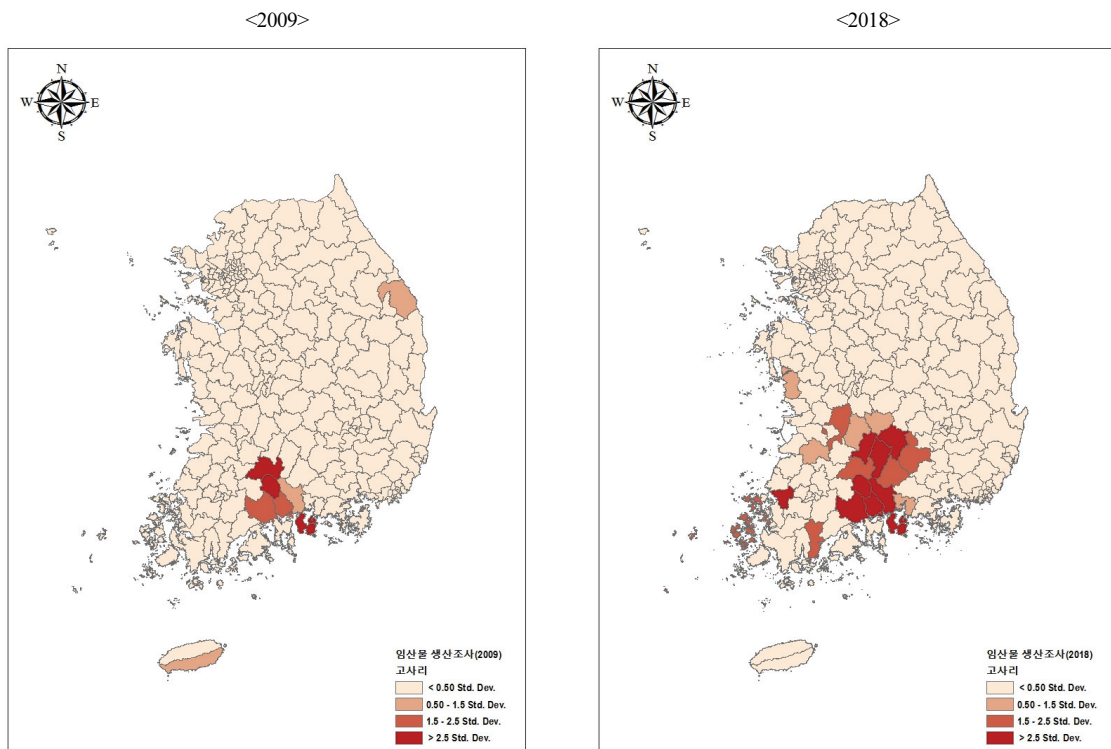 <2009>
<2018>
N
W E
S
임산물 생산조사(2009)
고사리
< 0.50 Std. Dev.
0.50 - 1.5 Std. Dev.
1.5 - 2.5 Std. Dev.
> 2.5 Std. Dev.
N
W E
S
임산물 생산조사(2018)
고사리
< 0.50 Std. Dev.
0.50 - 1.5 Std. Dev.
1.5 - 2.5 Std. Dev.
> 2.5 Std. Dev.